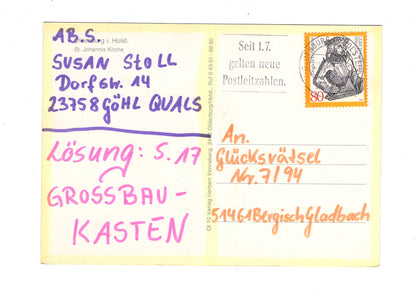 Oldenburg i. Holst.
St. Johannis Kirche
AB.S.
SUSAN StOLL
Dorfstr. 14
23758 GÖHL QUALS
Lösung: S. 17
GROSSBAU-
KASTEN
Seit 1.7.
gelten neue
Postleitzahlen.
80
An.
Glücksrätsel
Nr. 7/94
51461 Bergisch Gladbach